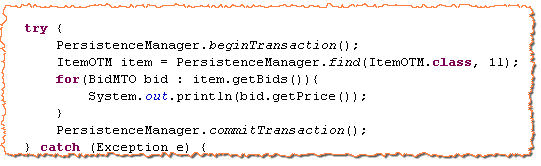 try {
PersistenceManager.beginTransaction();
ItemOTM item = PersistenceManager.find(ItemOTM.class, 1l);
for(BidMTO bid : item.getBids()){
System.out.println(bid.getPrice());
}
PersistenceManager.commitTransaction();
} catch (Exception e) {